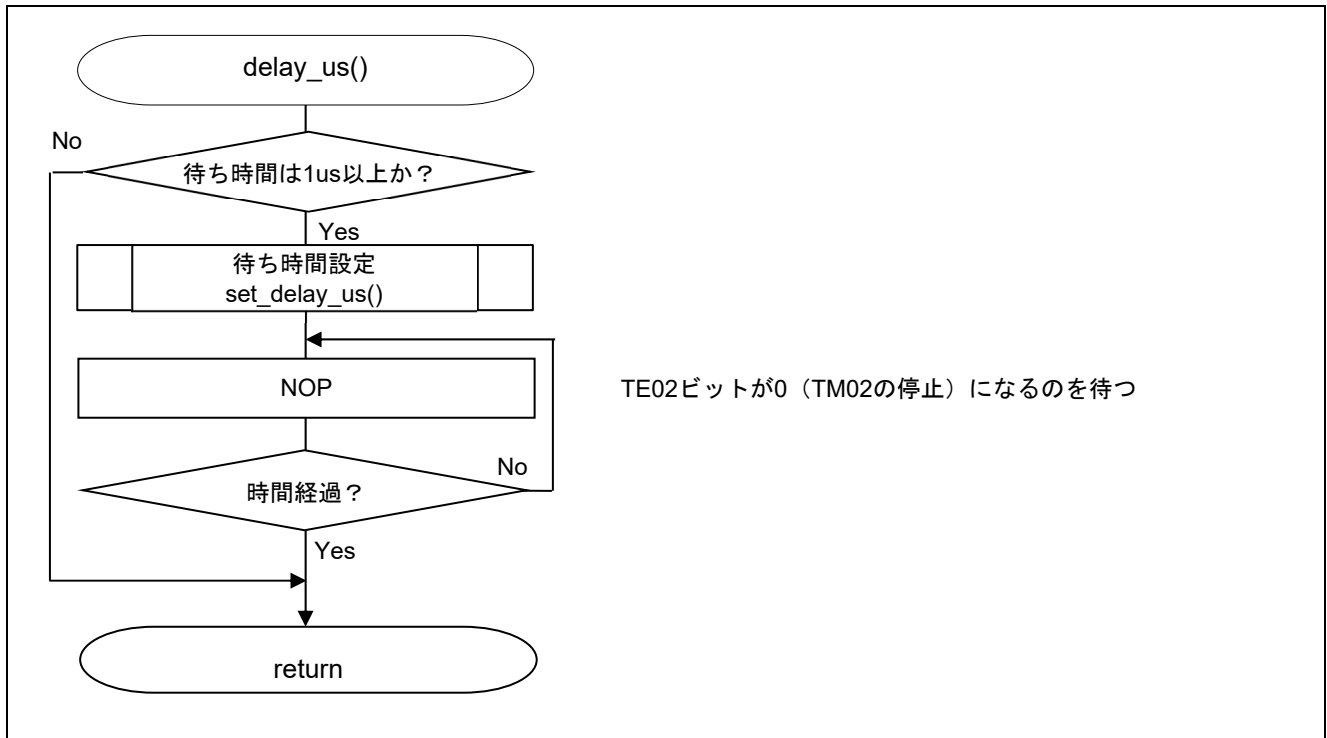 delay_us()
No
待ち時間は1us以上か？
Yes
待ち時間設定
set_delay_us()
NOP
TE02ビットが0（TM02の停止）になるのを待つ
No
時間経過？
Yes
return